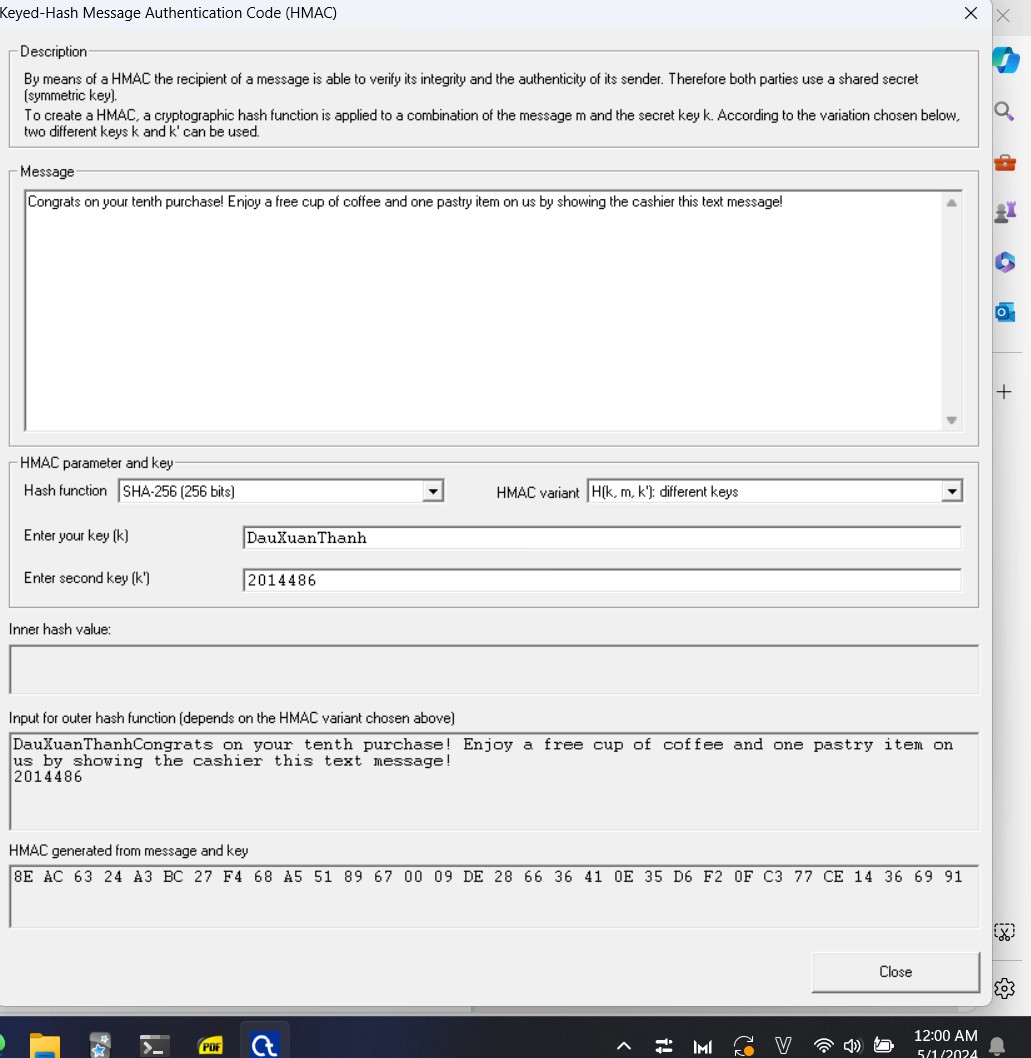 Keyed-Hash Message Authentication Code (HMAC)
Description
By means of a HMAC the recipient of a message is able to verify its integrity and the authenticity of its sender. Therefore both parties use a shared secret
(symmetric key).
To create a HMAC, a cryptographic hash function is applied to a combination of the message m and the secret key k. According to the variation chosen below,
two different keys k and k' can be used.
Message
Congrats on your tenth purchase! Enjoy a free cup of coffee and one pastry item on us by showing the cashier this text message!
HMAC parameter and key
Hash function SHA-256 (256 bits) HMAC variant H(k, m, k'): different keys
Enter your key (k) DauXuanThanh
Enter second key (k') 2014486
Inner hash value:
Input for outer hash function (depends on the HMAC variant chosen above)
DauXuanThanhCongrats on your tenth purchase! Enjoy a free cup of coffee and one pastry item on
us by showing the cashier this text message!
2014486
HMAC generated from message and key
8E AC 63 24 A3 BC 27 F4 68 A5 51 89 67 00 09 DE 28 66 36 41 0E 35 D6 F2 0F C3 77 CE 14 36 69 91
Close
PDF
12:00 AM
5/1/2024